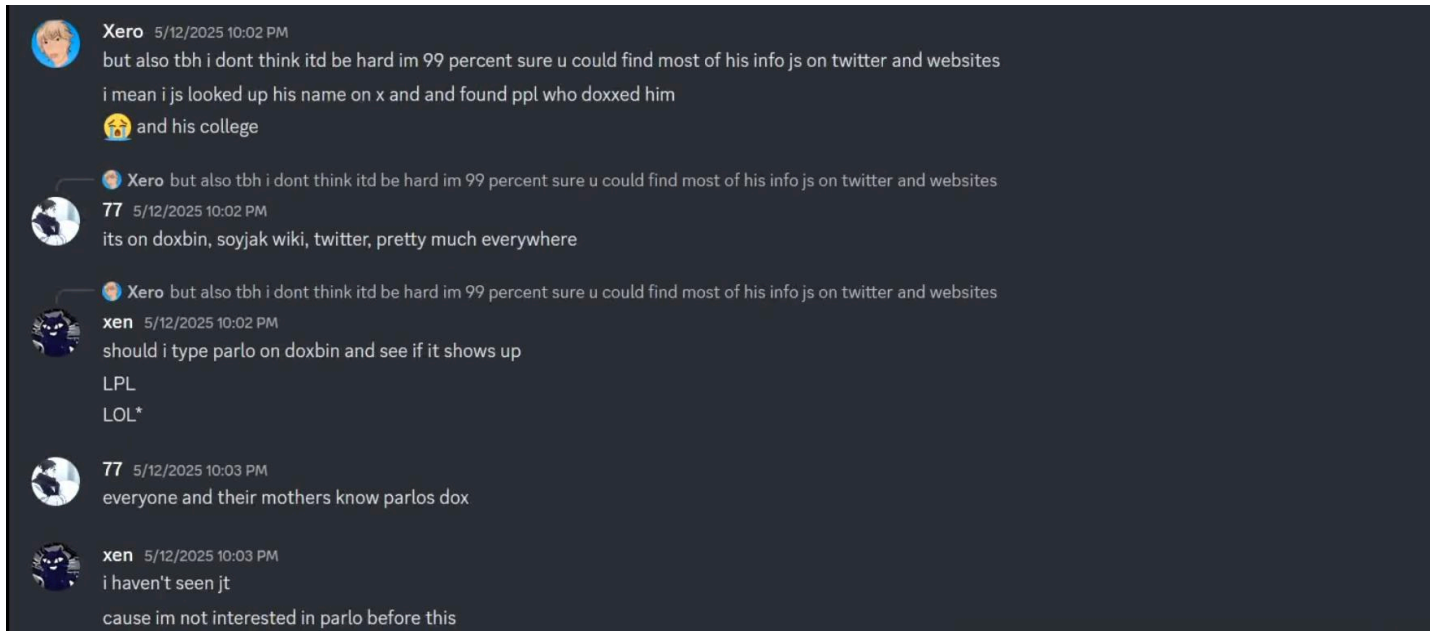 Xero 5/12/2025 10:02 PM
but also tbh i dont think itd be hard im 99 percent sure u could find most of his info js on twitter and websites
i mean i js looked up his name on x and and found ppl who doxxed him
😭 and his college
Xero but also tbh i dont think itd be hard im 99 percent sure u could find most of his info js on twitter and websites
77 5/12/2025 10:02 PM
its on doxbin, soyjak wiki, twitter, pretty much everywhere
Xero but also tbh i dont think itd be hard im 99 percent sure u could find most of his info js on twitter and websites
xen 5/12/2025 10:02 PM
should i type parlo on doxbin and see if it shows up
LPL
LOL*
77 5/12/2025 10:03 PM
everyone and their mothers know parlos dox
xen 5/12/2025 10:03 PM
i haven't seen jt
cause im not interested in parlo before this